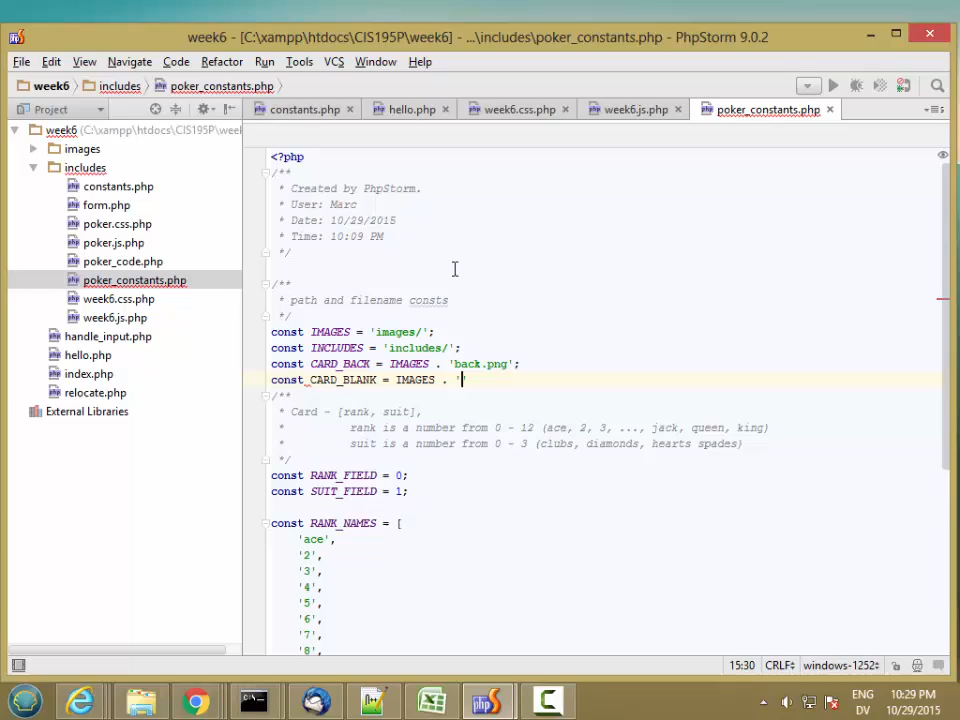 week6 - [C:\xampp\htdocs\CIS195P\week6] - ...\includes\poker_constants.php - PhpStorm 9.0.2
File Edit View Navigate Code Refactor Run Tools VCS Window Help
week6 includes poker_constants.php
Project constants.php hello.php week6.css.php week6.js.php poker_constants.php
week6 (C:\xampp\htdocs\CIS195P\week
images
includes
constants.php
form.php
poker.css.php
poker.js.php
poker_code.php
poker_constants.php
week6.css.php
week6.js.php
handle_input.php
hello.php
index.php
relocate.php
External Libraries
<?php
/**
* Created by PhpStorm.
* User: Marc
* Date: 10/29/2015
* Time: 10:09 PM
*/
/**
* path and filename consts
*/
const IMAGES = 'images/';
const INCLUDES = 'includes/';
const CARD_BACK = IMAGES . 'back.png';
const CARD_BLANK = IMAGES . ''
/**
* Card - [rank, suit],
* rank is a number from 0 - 12 (ace, 2, 3, ..., jack, queen, king)
* suit is a number from 0 - 3 (clubs, diamonds, hearts spades)
*/
const RANK_FIELD = 0;
const SUIT_FIELD = 1;
const RANK_NAMES = [
'ace',
'2',
'3',
'4',
'5',
'6',
'7',
'8',
15:30 CRLF windows-1252
ENG 10:29 PM
DV 10/29/2015